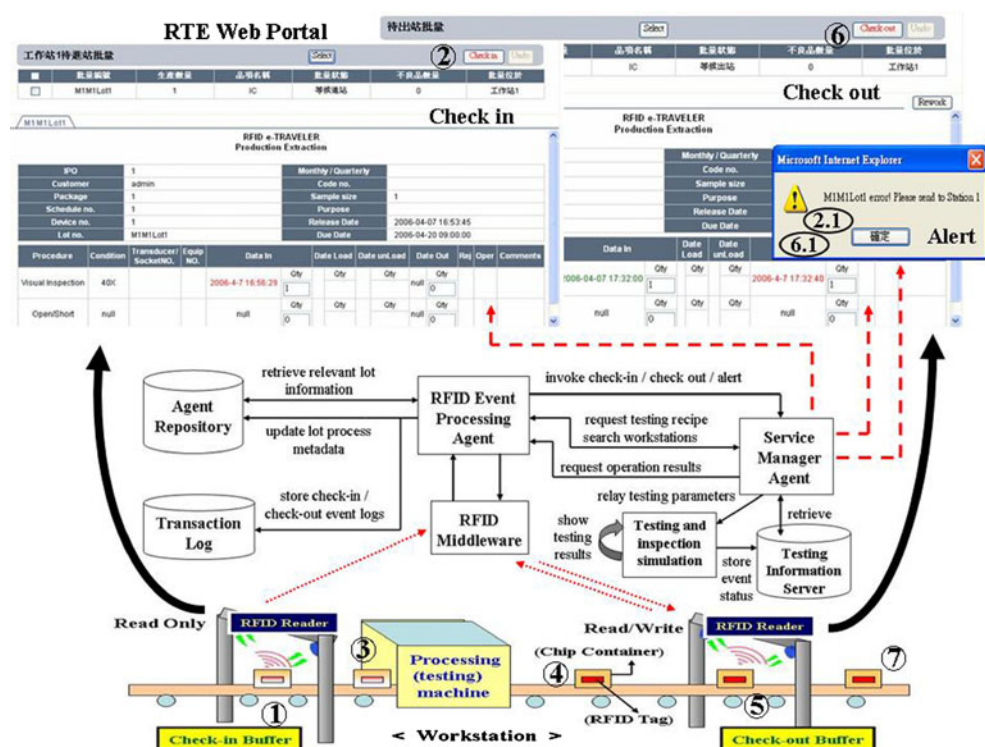 RTE Web Portal
工作站1待進站批量
Select
②
Check in
Undo
批量編號 生產數量 品項名稱 批量狀態 不良品數量 批量位於
M1M1Lot1 1 IC 等候進站 0 工作站1
Check in
M1M1Lot1
RFID e-TRAVELER
Production Extraction
IPO 1 Monthly / Quarterly
Customer admin Code no.
Package 1 Sample size 1
Schedule no. 1 Purpose
Device no. 1 Release Date 2006-04-07 16:53:45
Lot no. M1M1Lot1 Due Date 2006-04-20 09:00:00
Procedure Condition Transducer/ SocketNO. Equip NO. Data In Date Load Date unLoad Date Out Rej Oper Comments
Qty Qty Qty Qty
Visual Inspection 40X 2006-4-7 16:56:29 1 null 0
Qty Qty Qty Qty
Open/Short null null 0 null 0
待出站批量
Select
⑥
Check-out
Undo
品項名稱 批量狀態 不良品數量 批量位於
IC 等候出站 0 工作站1
Check out
Rework
RFID e-TRAVELER
Production Extraction
Monthly / Quarterly
Code no.
Sample size
Purpose
Release Date
Due Date
Microsoft Internet Explorer
M1M1Lot1 error! Please send to Station 1
2.1
6.1
確定
Alert
Data In Date Load Date unLoad
Qty Qty Qty Qty
2006-04-07 17:32:00 1 2006-4-7 17:32:40 1
Qty Qty Qty Qty
null 0 null 0
Agent
Repository
retrieve relevant lot
information
update lot process
metadata
RFID Event
Processing
Agent
invoke check-in / check out / alert
request testing recipe
search workstations
request operation results
Service
Manager
Agent
Transaction
Log
store check-in /
check-out event logs
RFID
Middleware
relay testing parameters
show
testing
results
Testing and
inspection
simulation
retrieve
store
event
status
Testing
Information
Server
Read Only
RFID Reader
Read/Write
RFID Reader
(Chip Container)
③
Processing
(testing)
machine
④
⑦
①
⑤
(RFID Tag)
Check-in Buffer
< Workstation >
Check-out Buffer